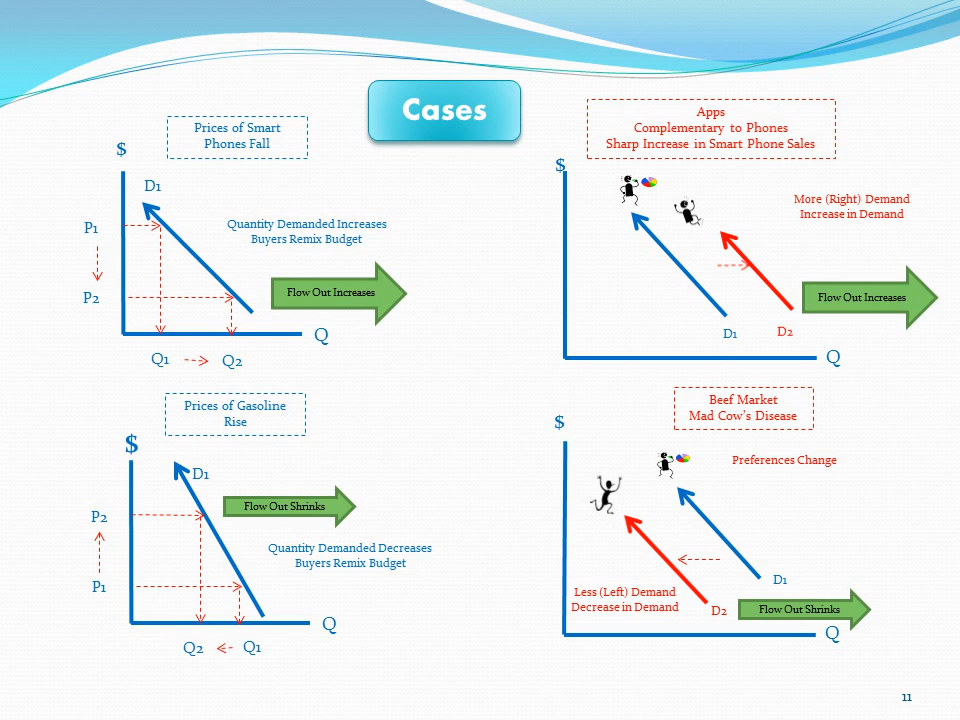 Cases
Prices of Smart
Phones Fall
$
D1
P1
Quantity Demanded Increases
Buyers Remix Budget
P2
Flow Out Increases
Q
Q1
Q2
Apps
Complementary to Phones
Sharp Increase in Smart Phone Sales
$
More (Right) Demand
Increase in Demand
Flow Out Increases
D1
D2
Q
Prices of Gasoline
Rise
$
D1
Flow Out Shrinks
P2
Quantity Demanded Decreases
Buyers Remix Budget
P1
Q
Q2
Q1
Beef Market
Mad Cow's Disease
$
Preferences Change
D1
Less (Left) Demand
Decrease in Demand
D2
Flow Out Shrinks
Q
11